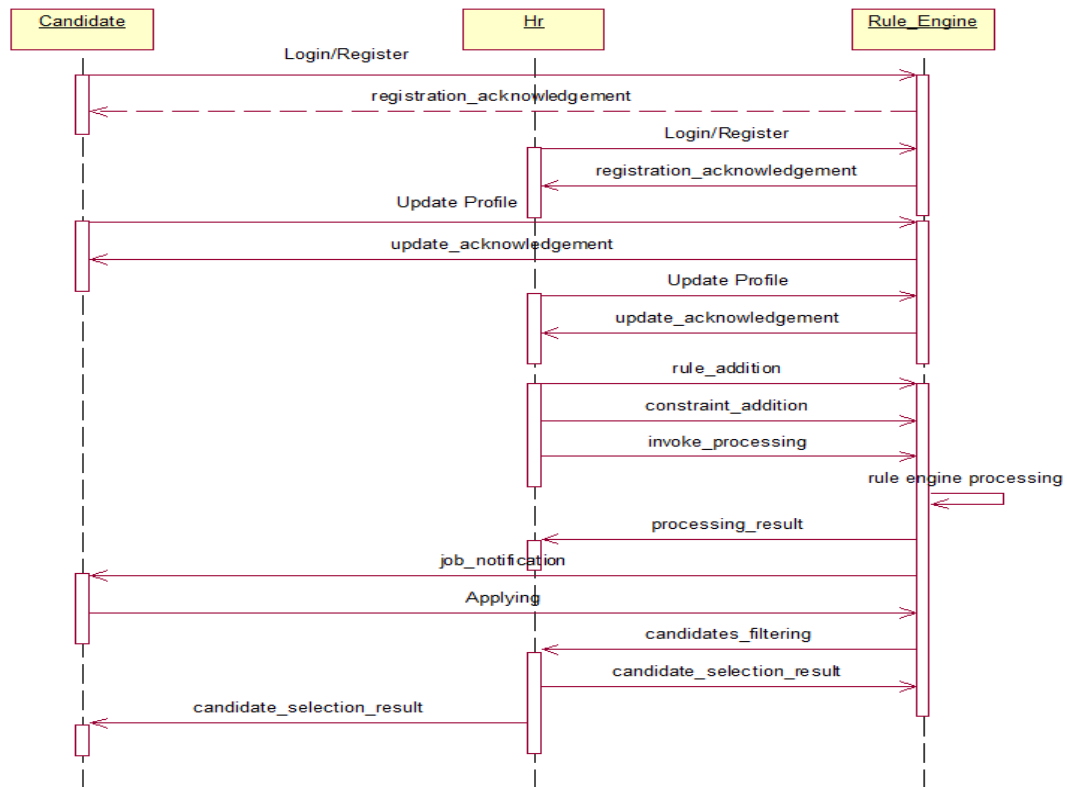 Candidate
Hr
Rule_Engine
Login/Register
registration_acknowledgement
Login/Register
registration_acknowledgement
Update Profile
update_acknowledgement
Update Profile
update_acknowledgement
rule_addition
constraint_addition
invoke_processing
rule engine processing
processing_result
job_notification
Applying
candidates_filtering
candidate_selection_result
candidate_selection_result